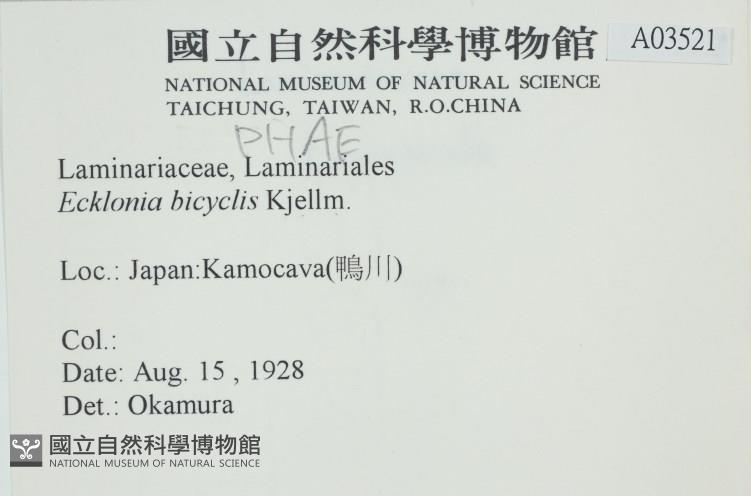 國立自然科學博物館
A03521
NATIONAL MUSEUM OF NATURAL SCIENCE
TAICHUNG, TAIWAN, R.O.CHINA
PHAE
Laminariaceae, Laminariales
Ecklonia bicyclis Kjellm.
Loc.: Japan:Kamocava(鴨川)
Col.:
Date: Aug. 15 , 1928
Det.: Okamura
國立自然科學博物館
NATIONAL MUSEUM OF NATURAL SCIENCE